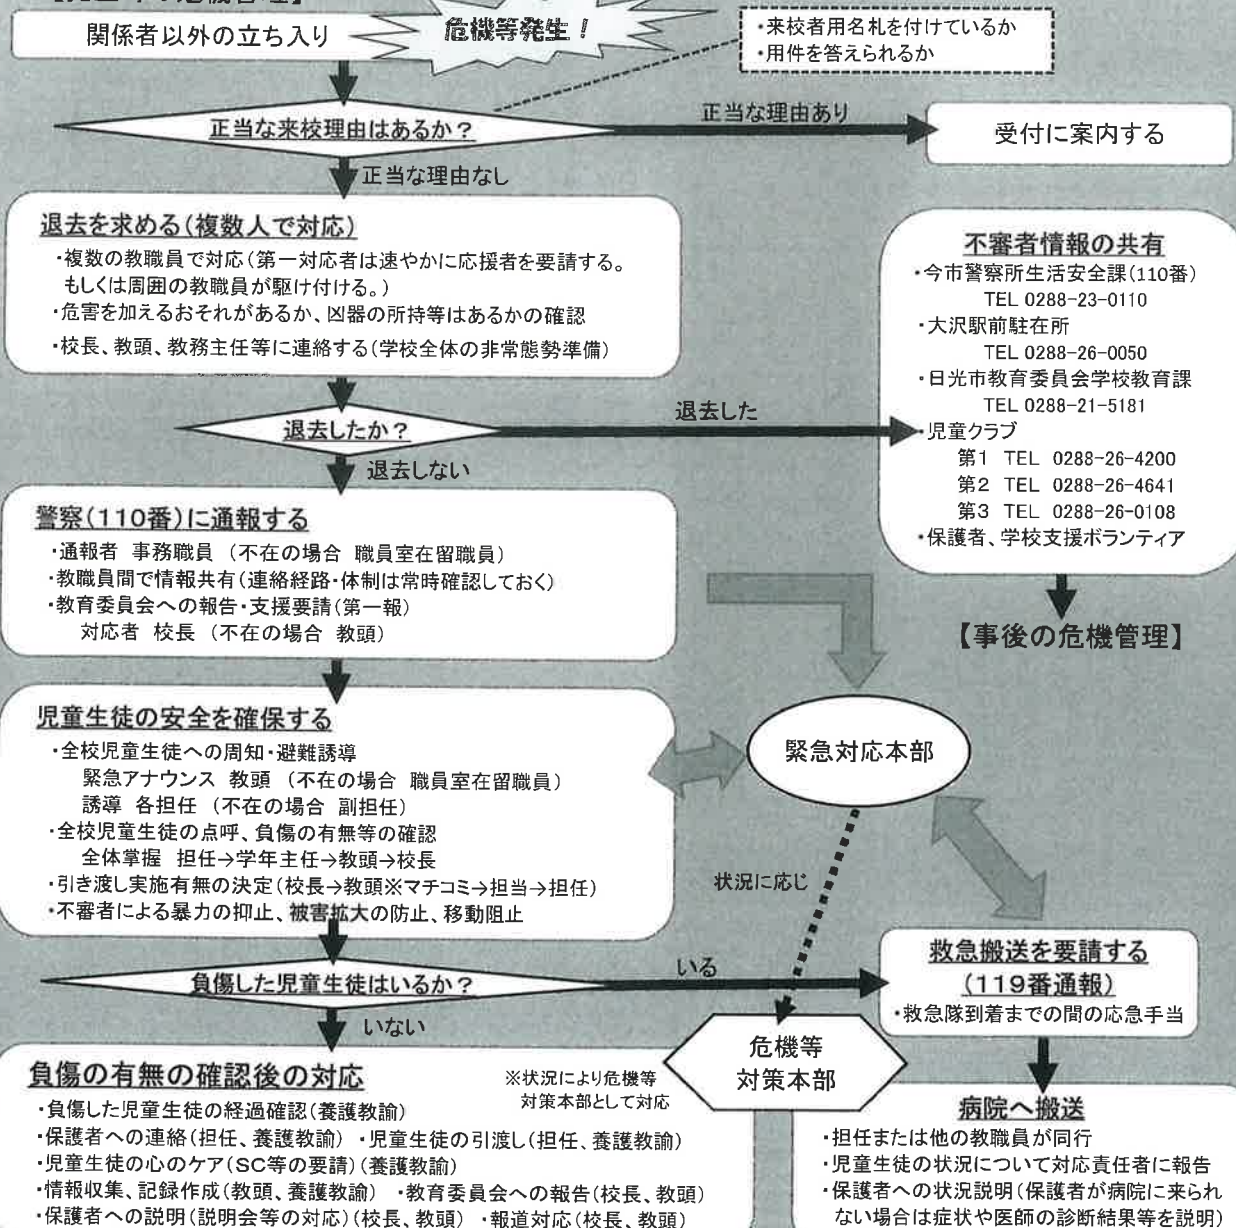 関係者以外の立ち入り
危機等発生！
・来校者用名札を付けているか
・用件を答えられるか
正当な来校理由はあるか？
正当な理由あり
受付に案内する
正当な理由なし
退去を求める(複数人で対応)
・複数の教職員で対応(第一対応者は速やかに応援者を要請する。
もしくは周囲の教職員が駆け付ける。)
・危害を加えるおそれがあるか、凶器の所持等はあるかの確認
・校長、教頭、教務主任等に連絡する(学校全体の非常態勢準備)
不審者情報の共有
・今市警察所生活安全課(110番)
TEL 0288-23-0110
・大沢駅前駐在所
TEL 0288-26-0050
・日光市教育委員会学校教育課
TEL 0288-21-5181
・児童クラブ
第1 TEL 0288-26-4200
第2 TEL 0288-26-4641
第3 TEL 0288-26-0108
・保護者、学校支援ボランティア
退去したか？
退去した
退去しない
【事後の危機管理】
警察(110番)に通報する
・通報者 事務職員 (不在の場合 職員室在留職員)
・教職員間で情報共有(連絡経路・体制は常時確認しておく)
・教育委員会への報告・支援要請(第一報)
対応者 校長 (不在の場合 教頭)
児童生徒の安全を確保する
・全校児童生徒への周知・避難誘導
緊急アナウンス 教頭 (不在の場合 職員室在留職員)
誘導 各担任 (不在の場合 副担任)
・全校児童生徒の点呼、負傷の有無等の確認
全体掌握 担任→学年主任→教頭→校長
・引き渡し実施有無の決定(校長→教頭※マチコミ→担当→担任)
・不審者による暴力の抑止、被害拡大の防止、移動阻止
緊急対応本部
状況に応じ
負傷した児童生徒はいるか？
いる
いない
救急搬送を要請する
(119番通報)
・救急隊到着までの間の応急手当
危機等
対策本部
負傷の有無の確認後の対応
※状況により危機等
対策本部として対応
・負傷した児童生徒の経過確認(養護教諭)
・保護者への連絡(担任、養護教諭) ・児童生徒の引渡し(担任、養護教諭)
・児童生徒の心のケア(SC等の要請)(養護教諭)
・情報収集、記録作成(教頭、養護教諭) ・教育委員会への報告(校長、教頭)
・保護者への説明(説明会等の対応)(校長、教頭) ・報道対応(校長、教頭)
病院へ搬送
・担任または他の教職員が同行
・児童生徒の状況について対応責任者に報告
・保護者への状況説明(保護者が病院に来られ
ない場合は症状や医師の診断結果等を説明)